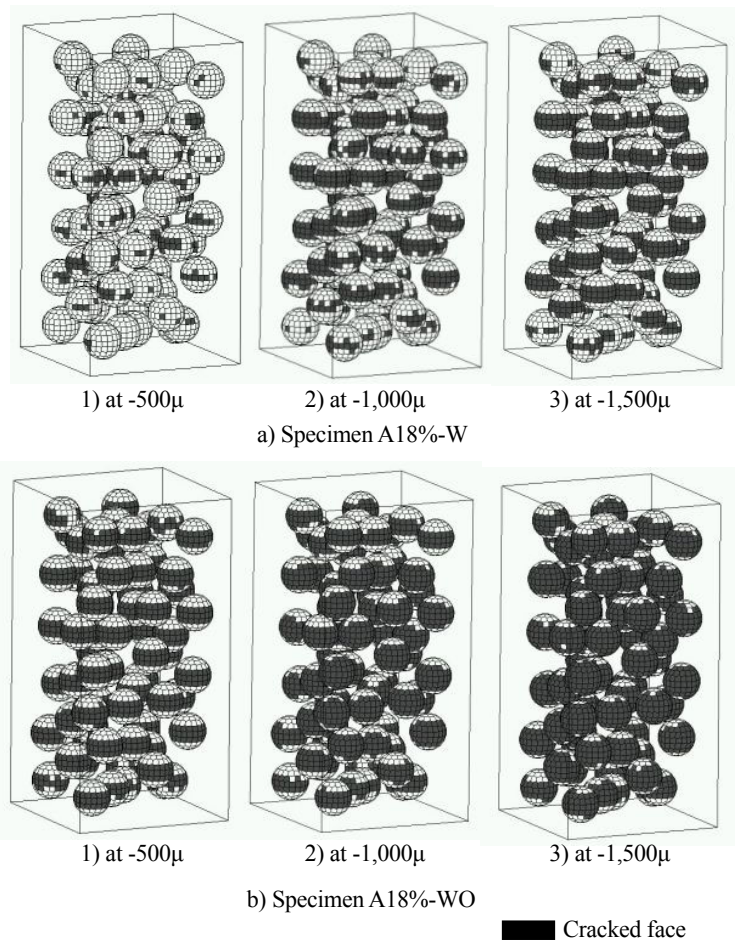 1) at -500μ 2) at -1,000μ 3) at -1,500μ
a) Specimen A18%-W
1) at -500μ 2) at -1,000μ 3) at -1,500μ
b) Specimen A18%-WO
Cracked face